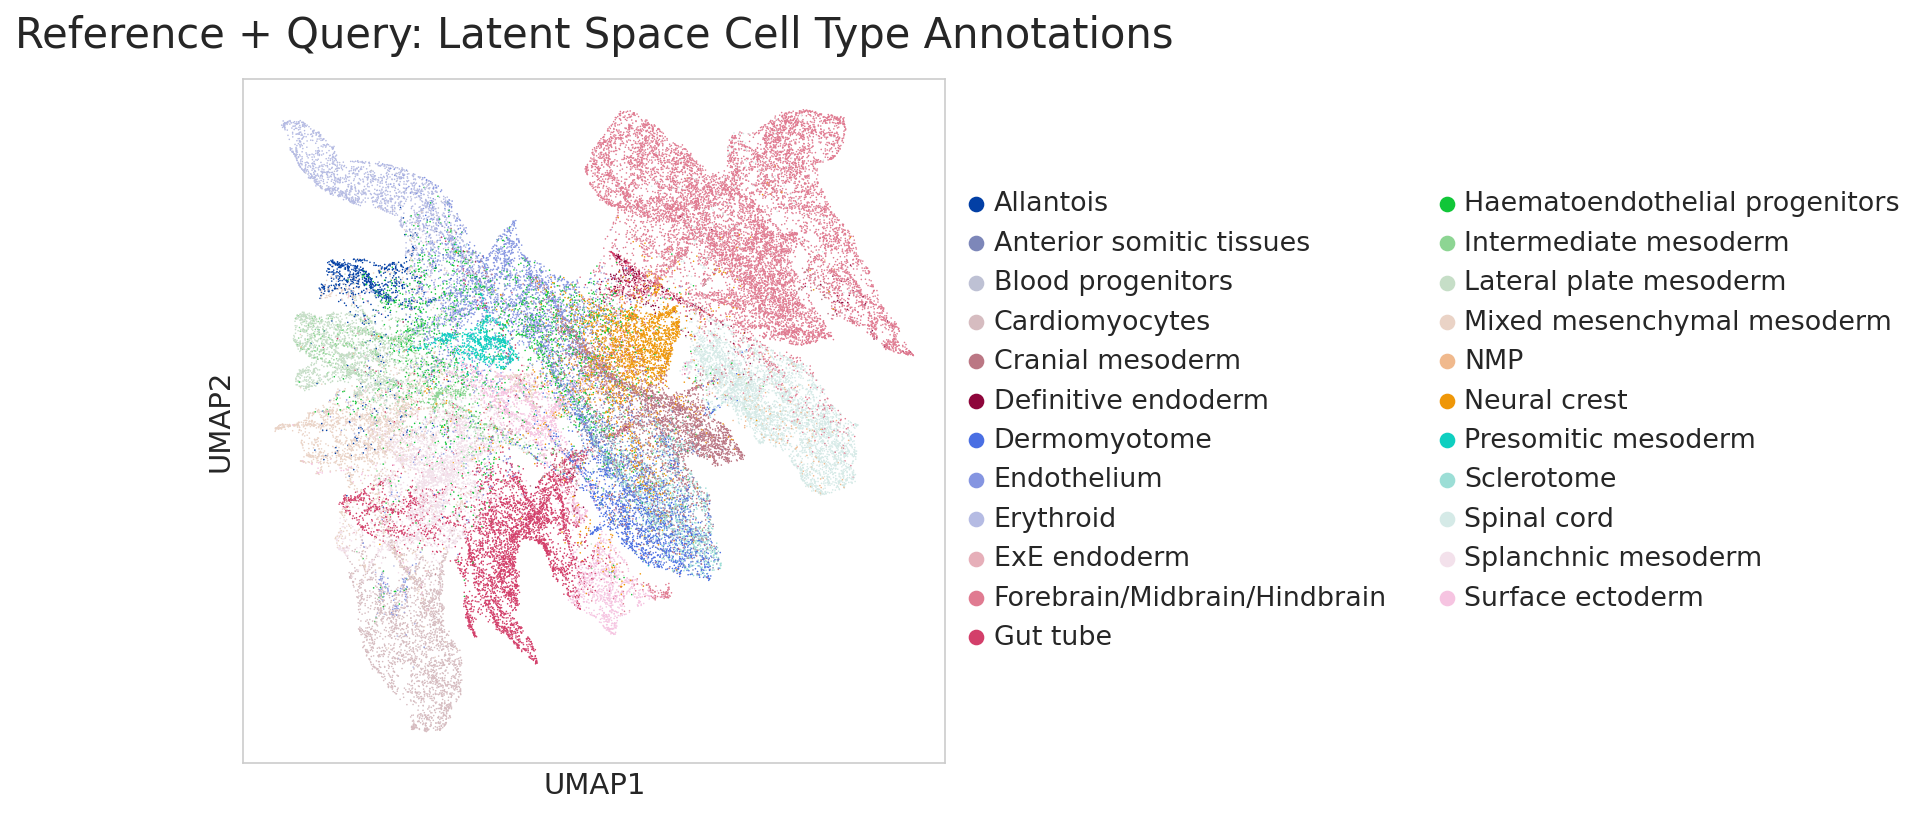 Reference + Query: Latent Space Cell Type Annotations
UMAP2
UMAP1
Allantois
Anterior somitic tissues
Blood progenitors
Cardiomyocytes
Cranial mesoderm
Definitive endoderm
Dermomyotome
Endothelium
Erythroid
ExE endoderm
Forebrain/Midbrain/Hindbrain
Gut tube
Haematoendothelial progenitors
Intermediate mesoderm
Lateral plate mesoderm
Mixed mesenchymal mesoderm
NMP
Neural crest
Presomitic mesoderm
Sclerotome
Spinal cord
Splanchnic mesoderm
Surface ectoderm